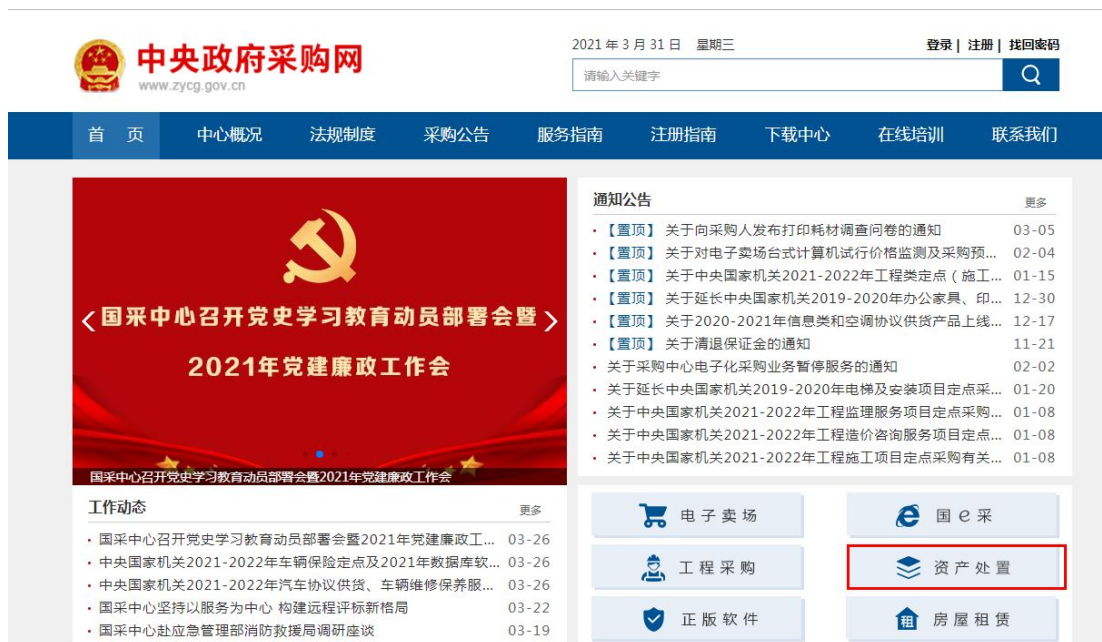 中央政府采购网
www.zycg.gov.cn
2021年3月31日 星期三
登录 | 注册 | 找回密码
请输入关键字
首 页 中心概况 法规制度 采购公告 服务指南 注册指南 下载中心 在线培训 联系我们
国采中心召开党史学习教育动员部署会暨
2021年党建廉政工作会
国采中心召开党史学习教育动员部署会暨2021年党建廉政工作会
通知公告 更多
【置顶】 关于向采购人发布打印耗材调查问卷的通知 03-05
【置顶】 关于对电子卖场台式计算机试行价格监测及采购预... 02-04
【置顶】 关于中央国家机关2021-2022年工程类定点（施工... 01-15
【置顶】 关于延长中央国家机关2019-2020年办公家具、印... 12-30
【置顶】 关于2020-2021年信息类和空调协议供货产品上线... 12-17
【置顶】 关于清退保证金的通知 11-21
关于采购中心电子化采购业务暂停服务的通知 02-02
关于延长中央国家机关2019-2020年电梯及安装项目定点采... 01-20
关于中央国家机关2021-2022年工程监理服务项目定点采购... 01-08
关于中央国家机关2021-2022年工程造价咨询服务项目定点... 01-08
关于中央国家机关2021-2022年工程施工项目定点采购有关... 01-08
工作动态 更多
国采中心召开党史学习教育动员部署会暨2021年党建廉政工... 03-26
中央国家机关2021-2022年车辆保险定点及2021年数据库软... 03-26
中央国家机关2021-2022年汽车协议供货、车辆维修保养服... 03-26
国采中心坚持以服务为中心 构建远程评标新格局 03-22
国采中心赴应急管理部消防救援局调研座谈 03-19
电子卖场 国e采
工程采购 资产处置
正版软件 租 房屋租赁